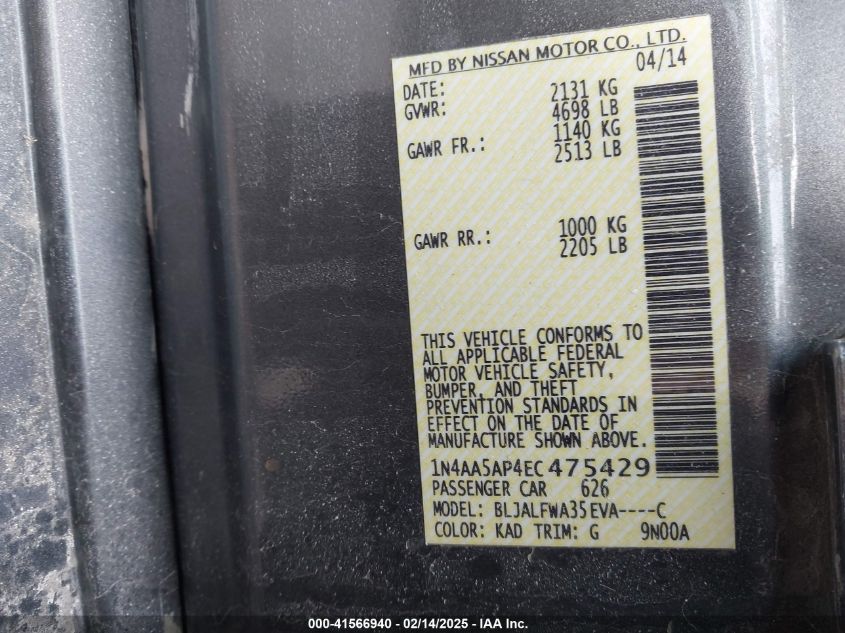 MFD BY NISSAN MOTOR CO., LTD.
DATE: 04/14
GVWR: 2131 KG
4698 LB
GAWR FR.: 1140 KG
2513 LB
GAWR RR.: 1000 KG
2205 LB
THIS VEHICLE CONFORMS TO
ALL APPLICABLE FEDERAL
MOTOR VEHICLE SAFETY,
BUMPER, AND THEFT
PREVENTION STANDARDS IN
EFFECT ON THE DATE OF
MANUFACTURE SHOWN ABOVE.
1N4AA5AP4EC475429
PASSENGER CAR 626
MODEL: BLJALFWA35EVA----C
COLOR: KAD TRIM: G 9N00A
000-41566940 - 02/14/2025 - IAA Inc.